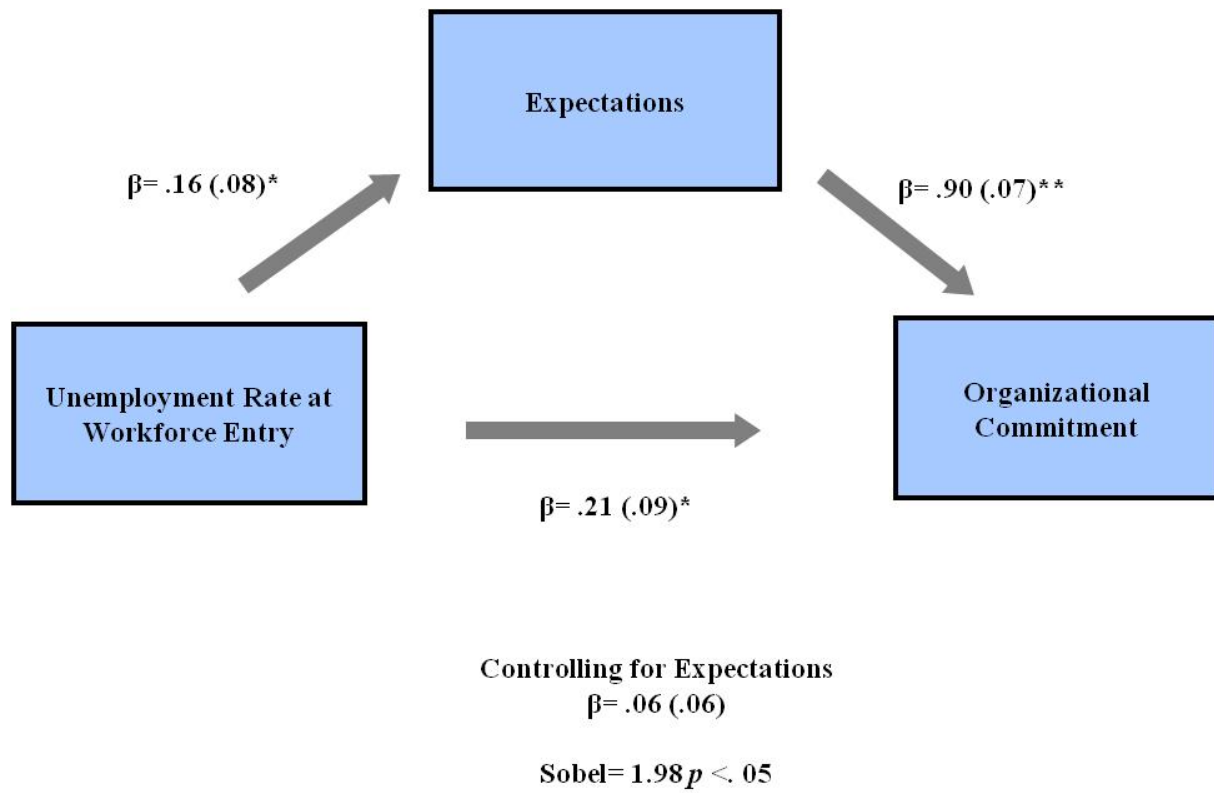 Expectations
β= .16 (.08)*
β= .90 (.07)**
Unemployment Rate at
Workforce Entry
Organizational
Commitment
β= .21 (.09)*
Controlling for Expectations
β= .06 (.06)
Sobel= 1.98 p <. 05